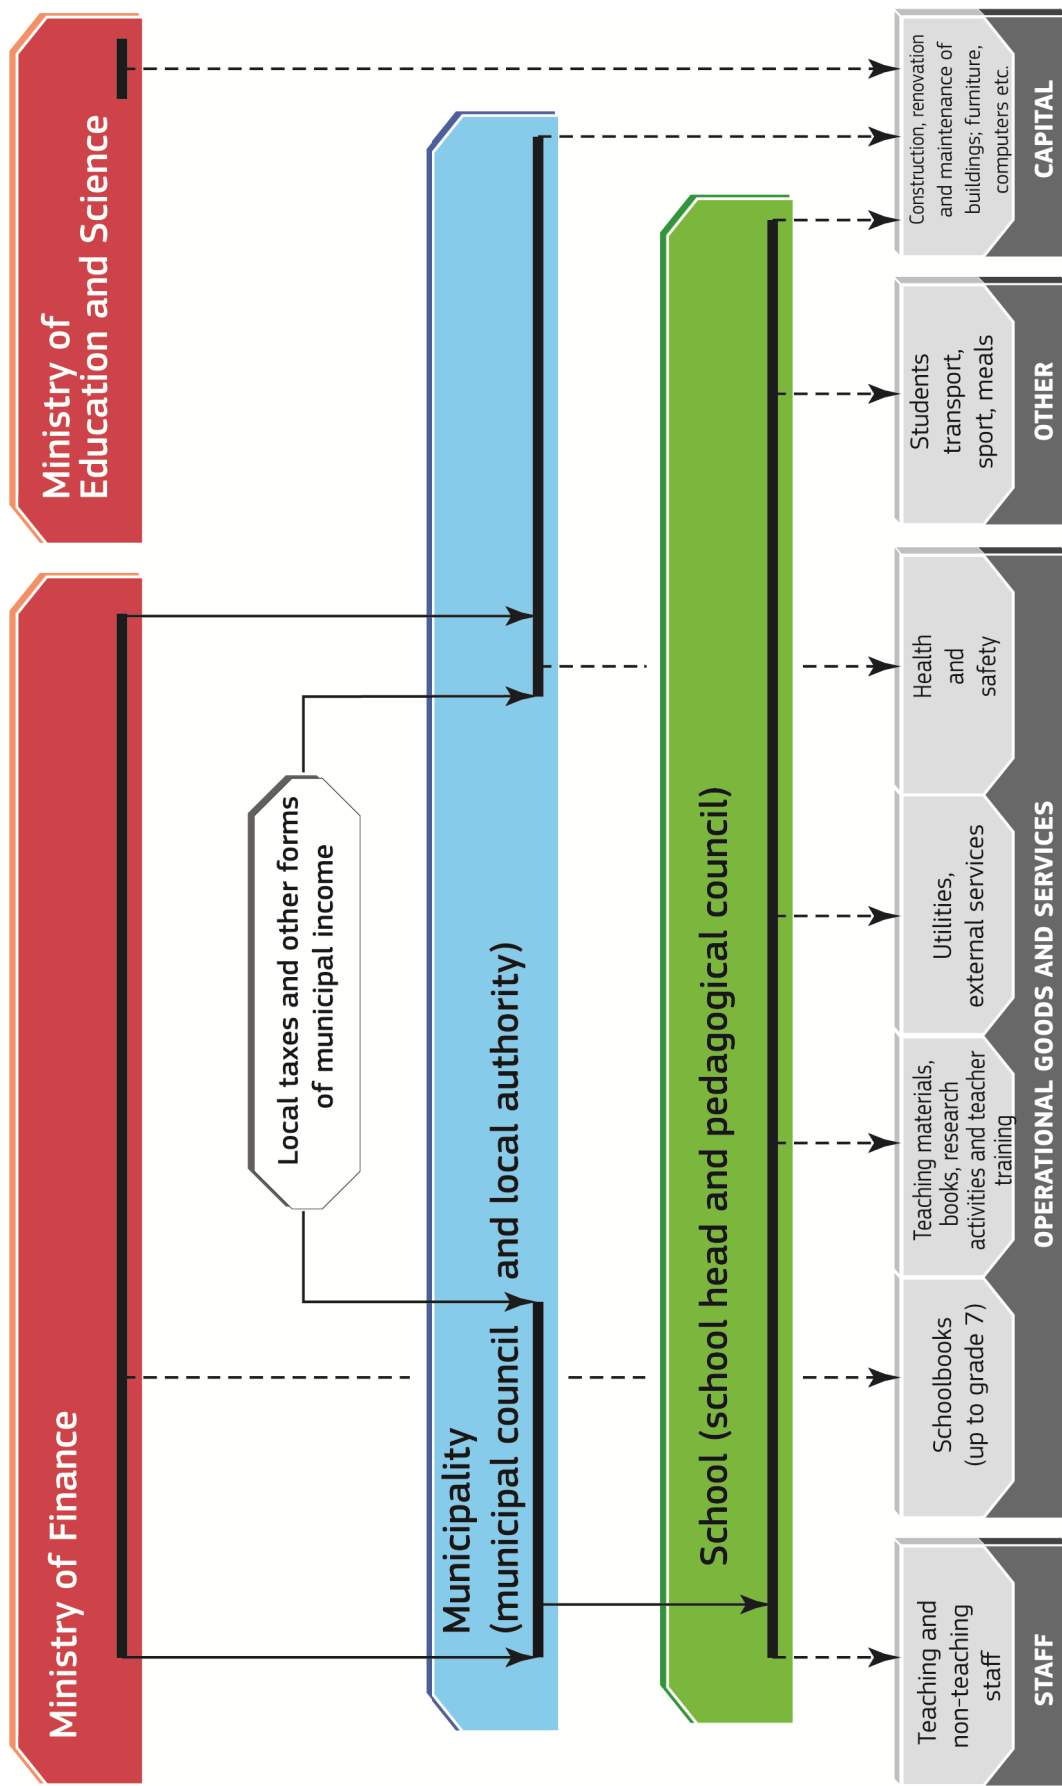 Ministry of Finance
Ministry of
Education and Science
Local taxes and other forms
of municipal income
Municipality
(municipal council and local authority)
School (school head and pedagogical council)
Teaching and
non-teaching
staff
Schoolbooks
(up to grade 7)
Teaching materials,
books, research
activities and teacher
training
Utilities,
external services
Health
and
safety
Students
transport,
sport, meals
Construction, renovation
and maintenance of
buildings; furniture,
computers etc.
STAFF
OPERATIONAL GOODS AND SERVICES
OTHER
CAPITAL